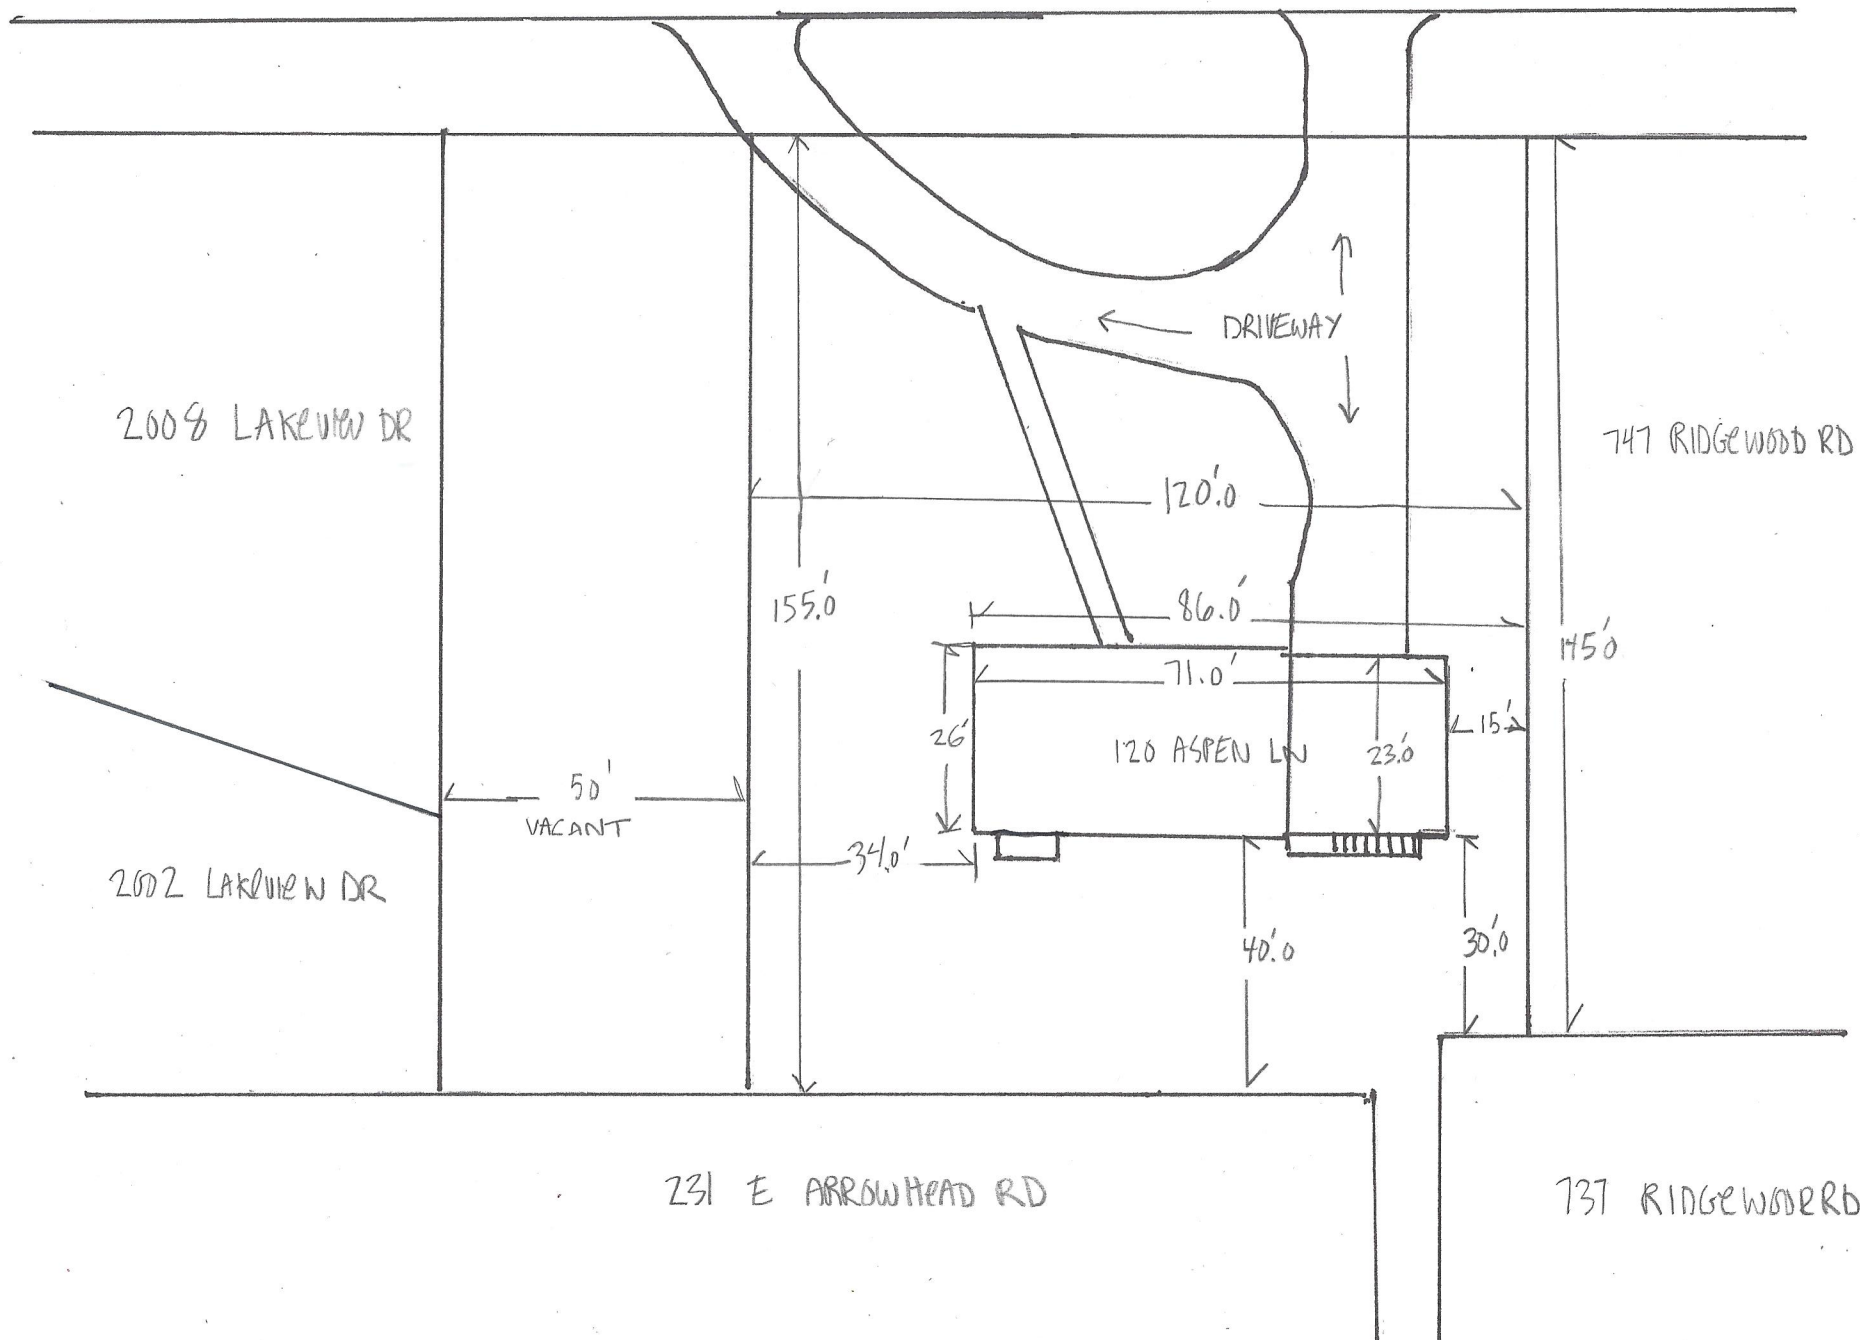 DRIVEWAY
2008 LAKEVIEW DR
747 RIDGEWOOD RD
120'.0
155'.0
86.0'
145'0
71.0'
26'
15'
120 ASPEN LN
23'.0
50'
VACANT
34'.0'
2002 LAKEVIEW DR
40'.0
30'.0
231 E ARROWHEAD RD
737 RIDGEWOOD RD